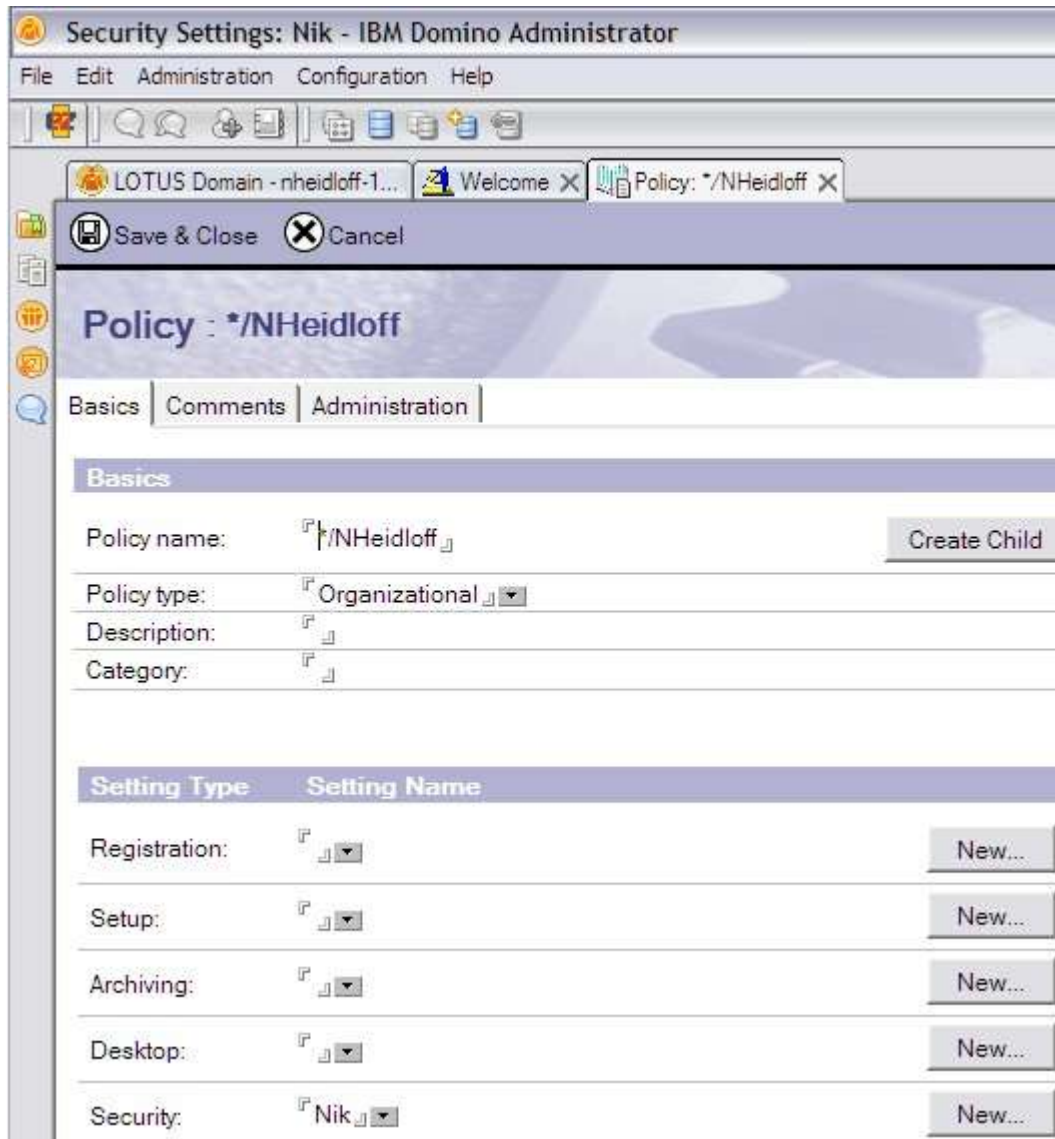 Security Settings: Nik - IBM Domino Administrator
File Edit Administration Configuration Help
LOTUS Domain - nheidloff-1... Welcome Policy: */NHeidloff
Save & Close Cancel
Policy : */NHeidloff
Basics Comments Administration
Basics
Policy name: */NHeidloff Create Child
Policy type: Organizational
Description:
Category:
Setting Type Setting Name
Registration: New...
Setup: New...
Archiving: New...
Desktop: New...
Security: Nik New...